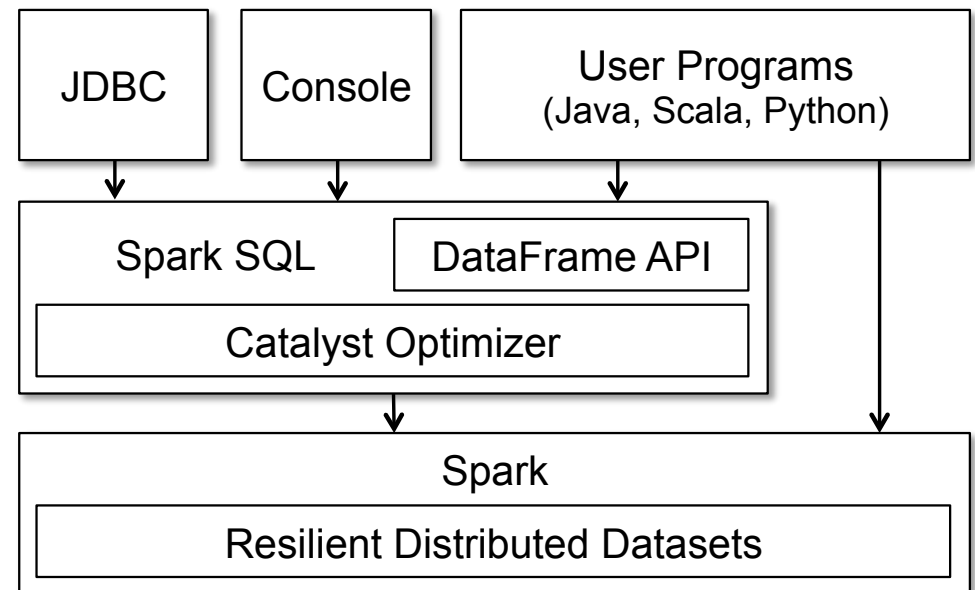 JDBC
Console
User Programs
(Java, Scala, Python)
Spark SQL
DataFrame API
Catalyst Optimizer
Spark
Resilient Distributed Datasets